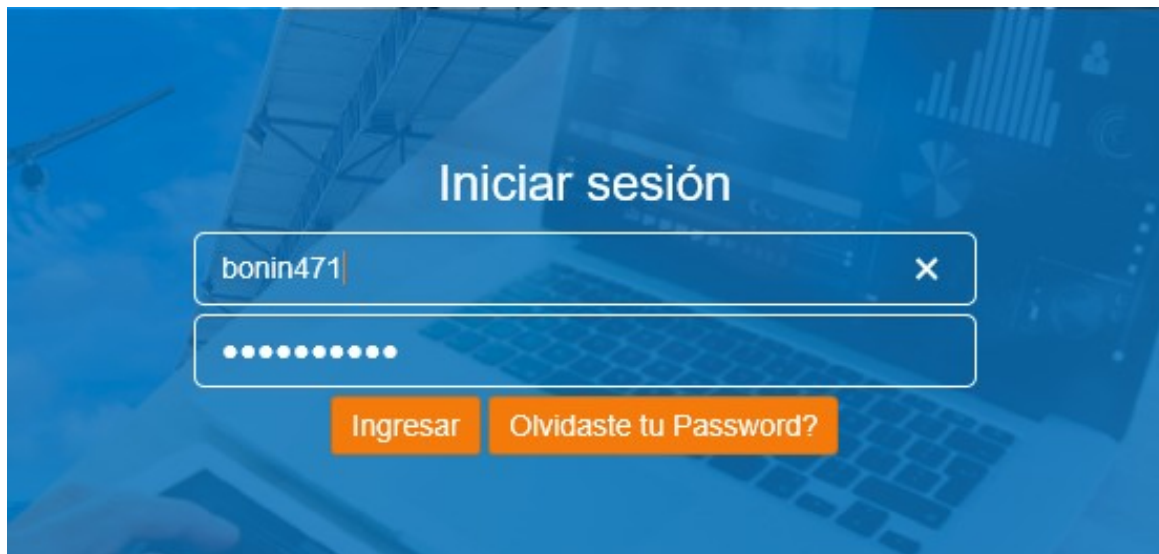 Iniciar sesión
bonin471
••••••••••
Ingresar Olvidaste tu Password?